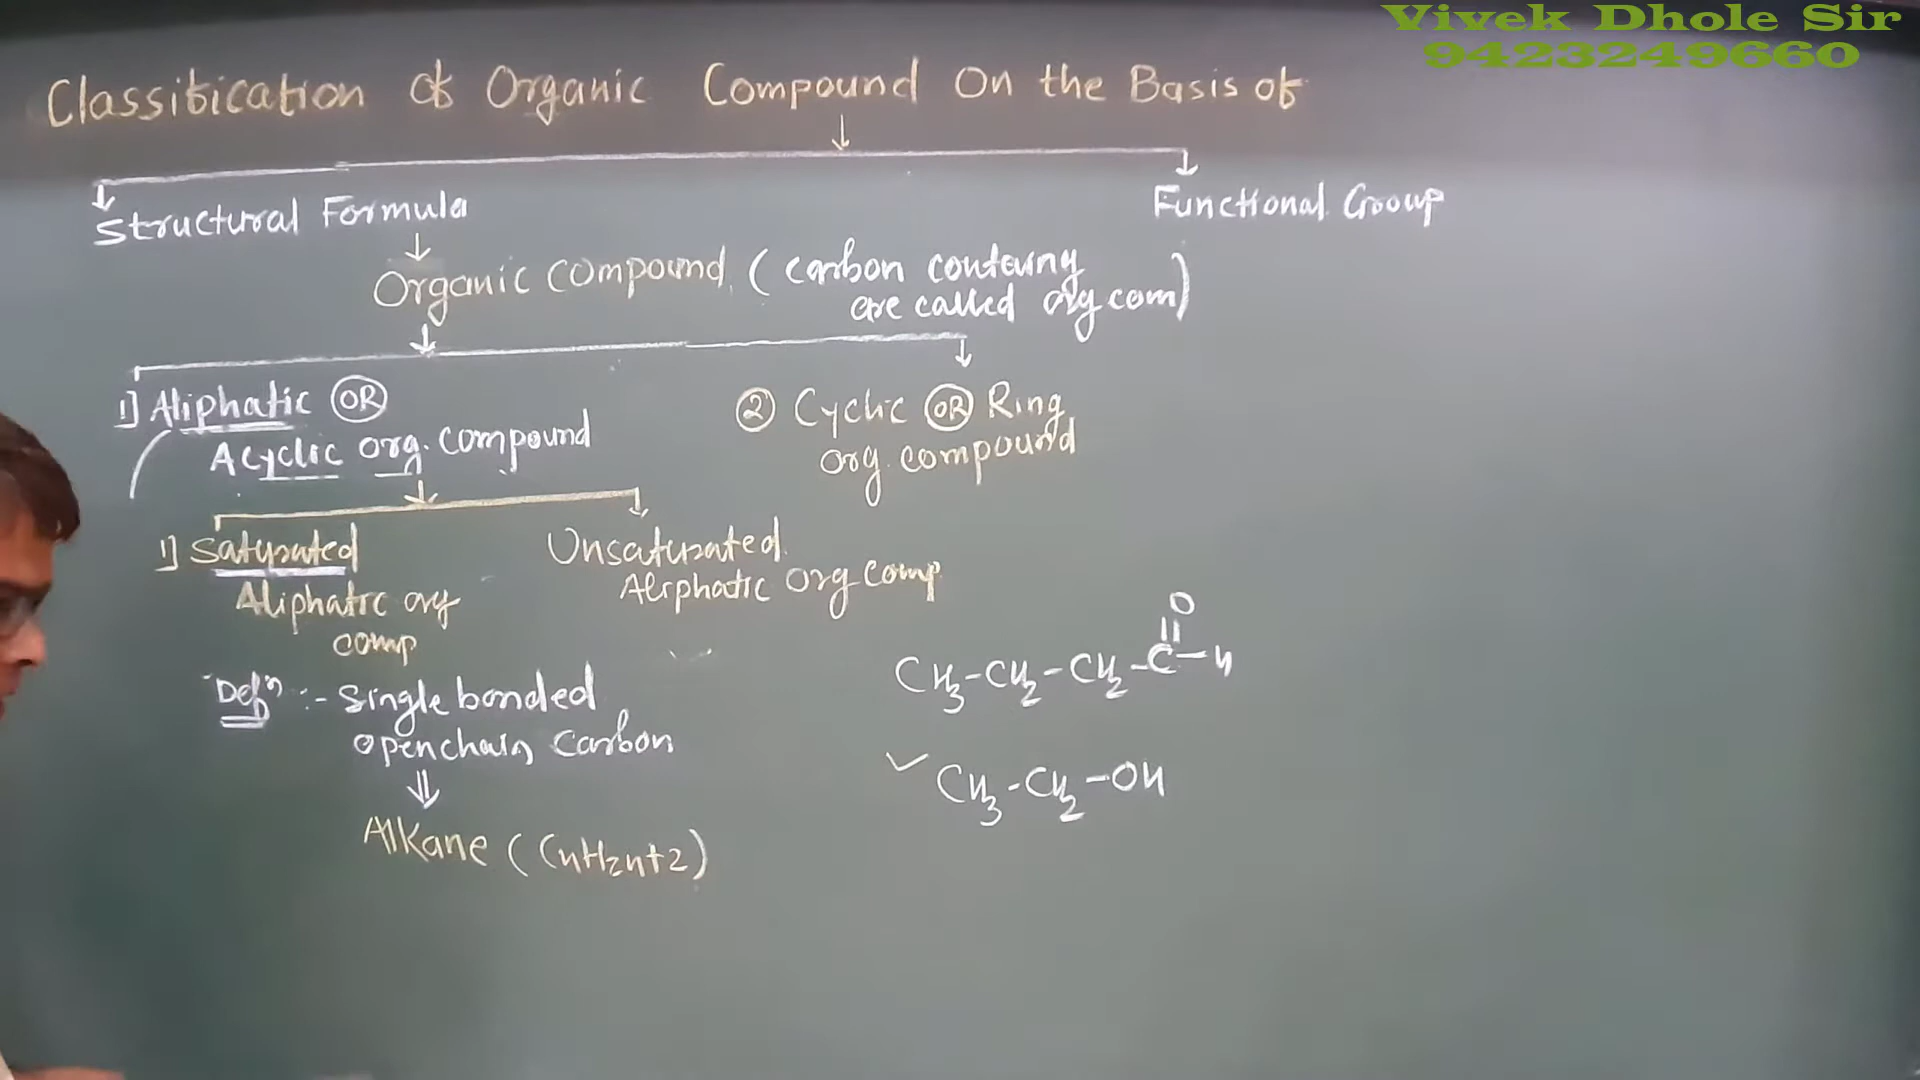 Vivek Dhole Sir
9423249660
Classification of Organic Compound On the Basis of
Structural Formula
Functional Group
Organic compound (carbon containg
are called org com)
1] Aliphatic OR
Acyclic org. compound
② Cyclic OR Ring
org. compound
1] Saturated
Aliphatic org
comp
Unsaturated
Aliphatic Org comp
Defn :- Single bonded
open chain carbon
Alkane (CnH2n+2)
O
CH3-CH2-CH2-C-H
CH3-CH2-OH